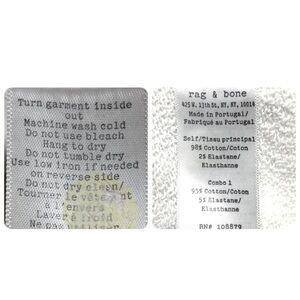 Turn garment inside
out
Machine wash cold
Do not use bleach
Hang to dry
Do not tumble dry
Use low iron if needed
on reverse side
Do not dry clean/
Tourner le vêtement
à l'envers
Laver à froid
Ne pas utiliser
rag & bone
425 W. 13th St, NY, NY, 10014
Made in Portugal/
Fabriqué au Portugal
Self/Tissu principal
98% Cotton/Coton
2% Elastane/
Elasthanne
Combo 1
95% Cotton/Coton
5% Elastane/
Elasthanne
RN# 108879